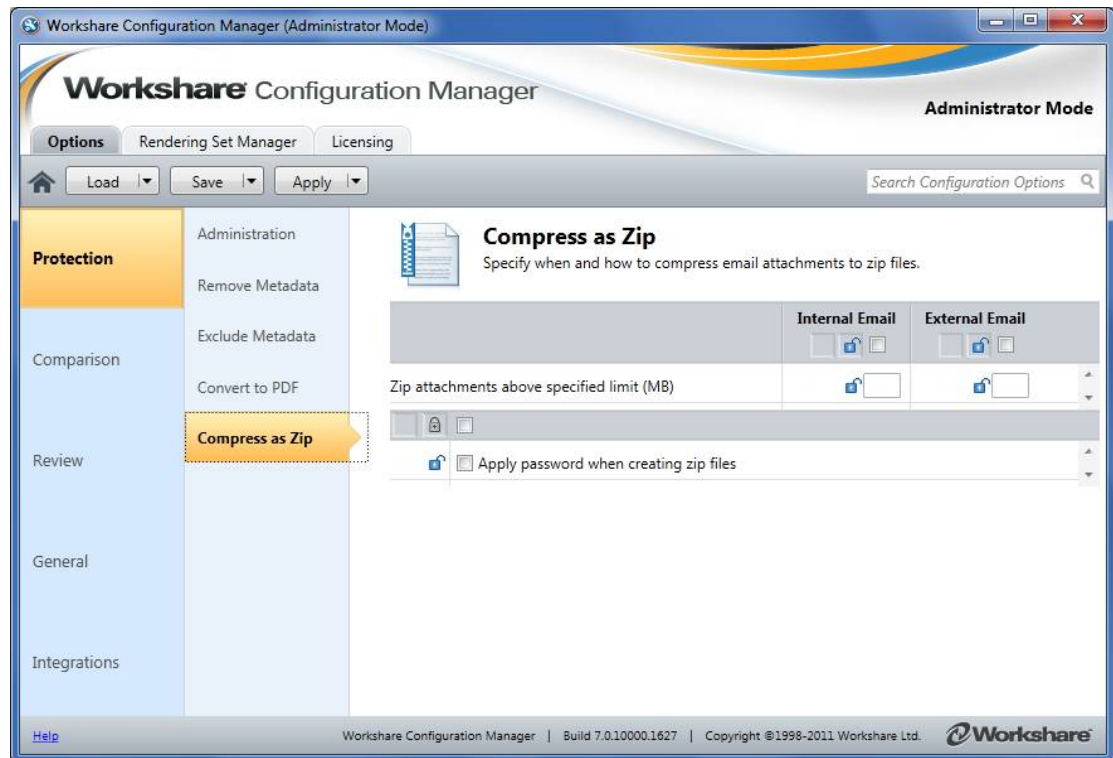 Workshare Configuration Manager (Administrator Mode)
Workshare Configuration Manager
Administrator Mode
Options Rendering Set Manager Licensing
Load Save Apply Search Configuration Options
Protection
Comparison
Review
General
Integrations
Administration
Remove Metadata
Exclude Metadata
Convert to PDF
Compress as Zip
Compress as Zip
Specify when and how to compress email attachments to zip files.
Internal Email External Email
Zip attachments above specified limit (MB)
Apply password when creating zip files
Help Workshare Configuration Manager | Build 7.0.10000.1627 | Copyright ©1998-2011 Workshare Ltd. Workshare